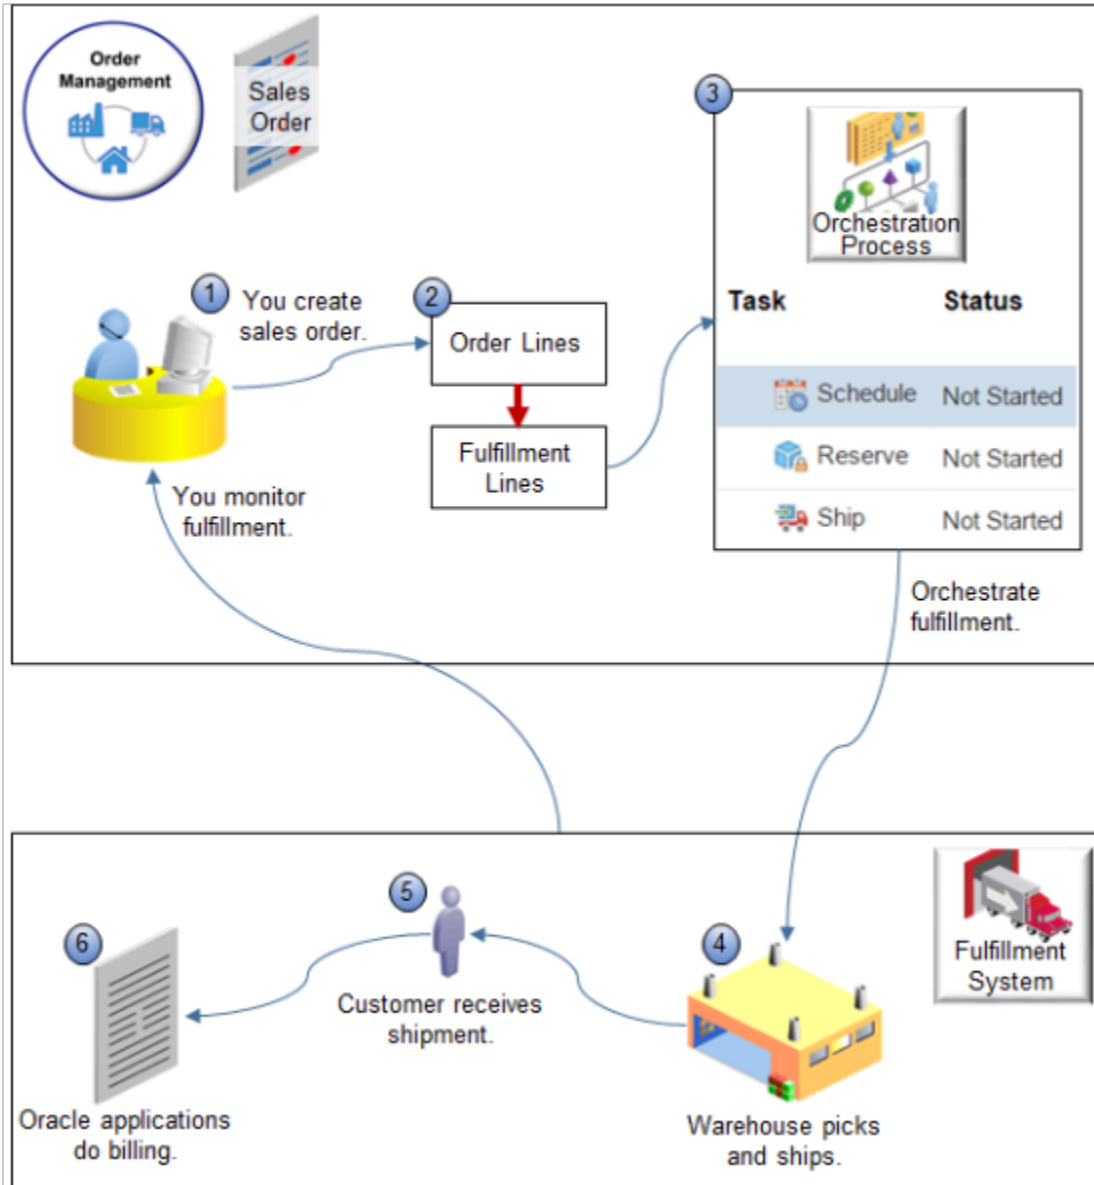 Order
Management
Sales
Order
1
You create
sales order.
2
Order Lines
Fulfillment
Lines
3
Orchestration
Process
Task Status
Schedule Not Started
Reserve Not Started
Ship Not Started
You monitor
fulfillment.
Orchestrate
fulfillment.
Fulfillment
System
4
Warehouse picks
and ships.
5
Customer receives
shipment.
6
Oracle applications
do billing.